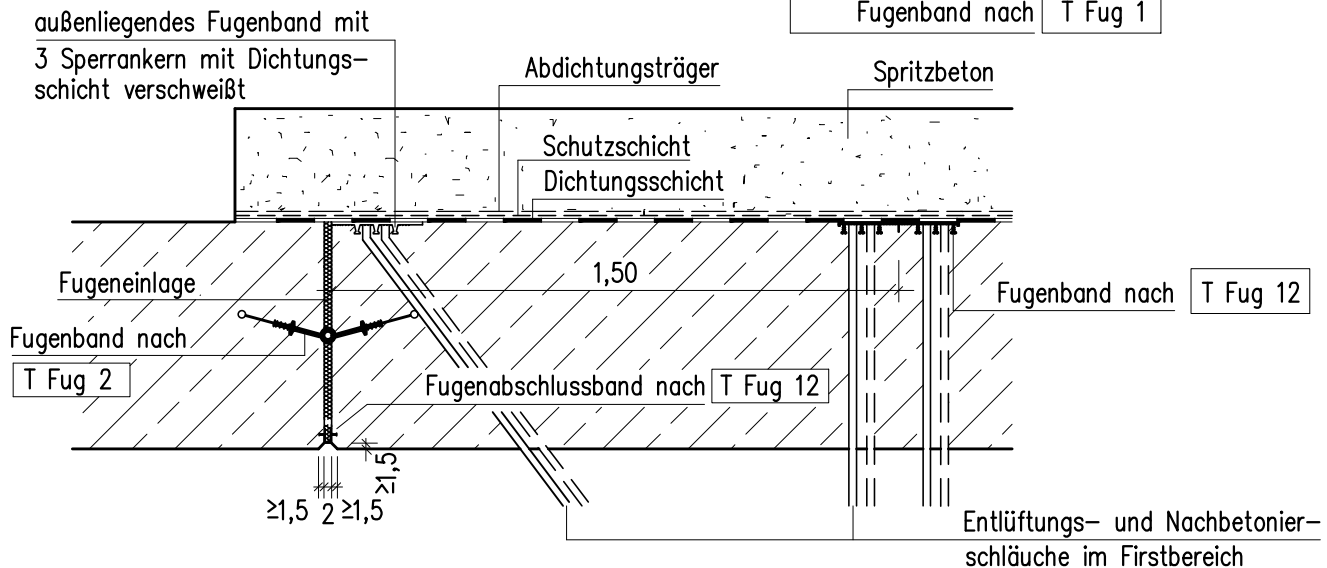 Fugenband nach T Fug 1
außenliegendes Fugenband mit
3 Sperrankern mit Dichtungs-
schicht verschweißt
Abdichtungsträger
Spritzbeton
Schutzschicht
Dichtungsschicht
1,50
Fugeneinlage
Fugenband nach T Fug 12
Fugenband nach
T Fug 2
Fugenabschlussband nach T Fug 12
≥1,5
≥1,5 2 ≥1,5
Entlüftungs- und Nachbetonier-
schläuche im Firstbereich